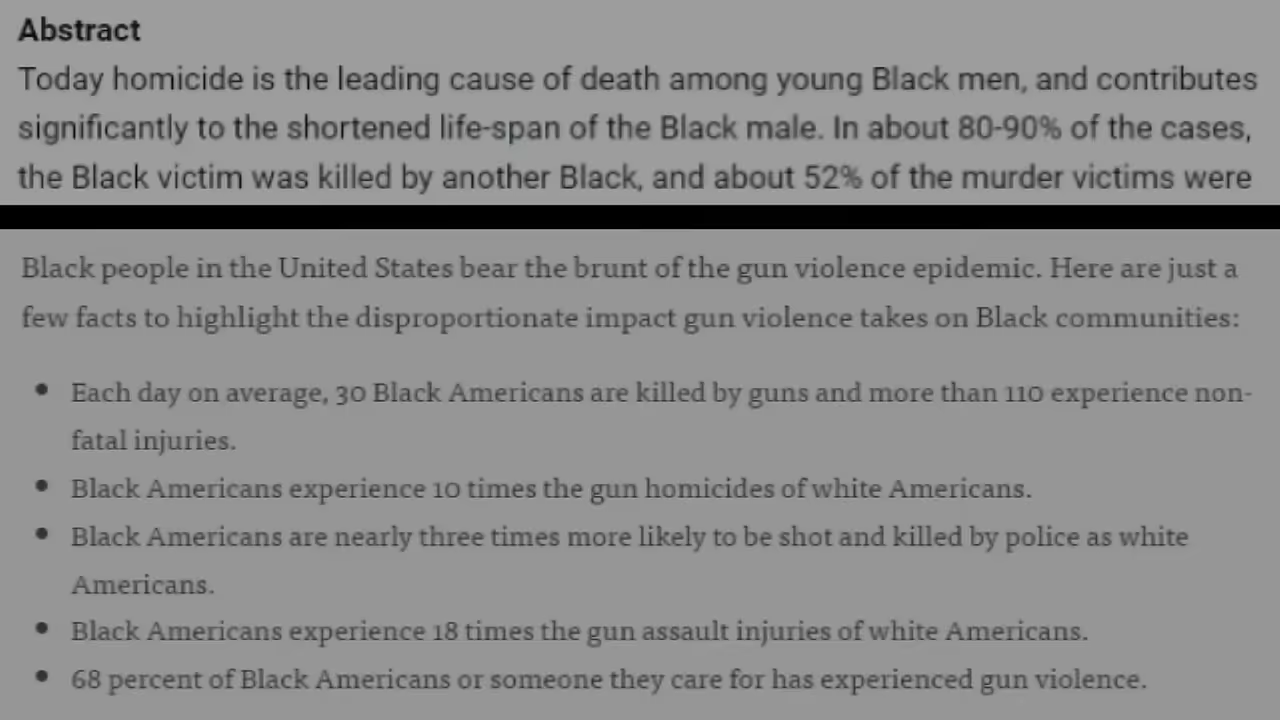 Abstract
Today homicide is the leading cause of death among young Black men, and contributes
significantly to the shortened life-span of the Black male. In about 80-90% of the cases,
the Black victim was killed by another Black, and about 52% of the murder victims were
Black people in the United States bear the brunt of the gun violence epidemic. Here are just a
few facts to highlight the disproportionate impact gun violence takes on Black communities:
• Each day on average, 30 Black Americans are killed by guns and more than 110 experience non-
fatal injuries.
• Black Americans experience 10 times the gun homicides of white Americans.
• Black Americans are nearly three times more likely to be shot and killed by police as white
Americans.
• Black Americans experience 18 times the gun assault injuries of white Americans.
• 68 percent of Black Americans or someone they care for has experienced gun violence.